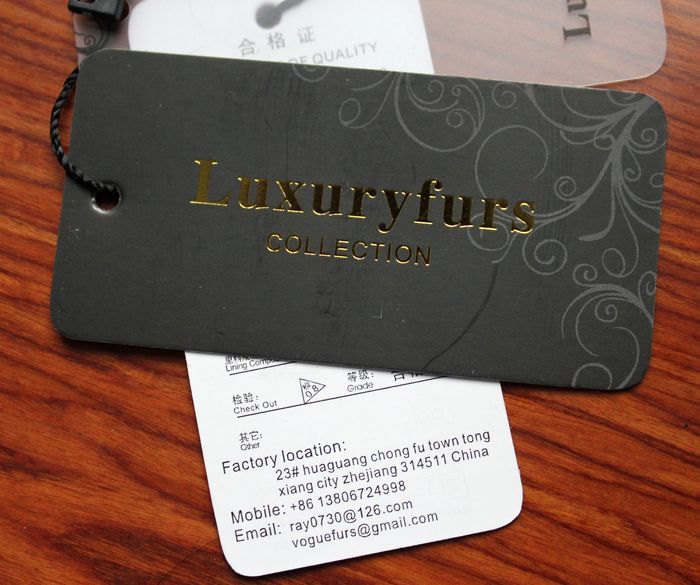 合格证
OF QUALITY
Lu
Luxuryfurs
COLLECTION
Lining
检验:
Check Out
等级:
Grade
其它:
Other
Factory location:
23# huaguang chong fu town tong
xiang city zhejiang 314511 China
Mobile: +86 13806724998
Email: ray0730@126.com
voguefurs@gmail.com